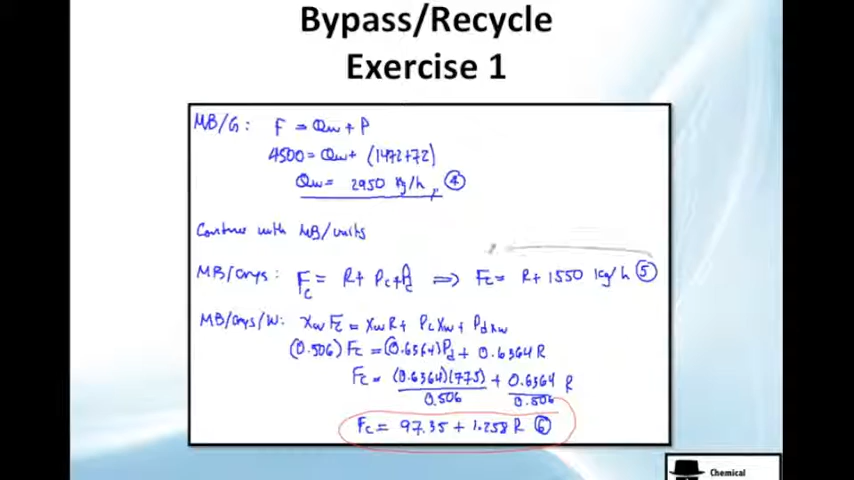 Bypass/Recycle
Exercise 1
MB/G: F = Qw + P
4500 = Qw + (1472+72)
Qw = 2950 kg/h, ④
Continue with MB/units
MB/crys: Fc = R + Pc + Pd ⟹ Fc = R + 1550 kg/h ⑤
MB/crys/W: Xw Fc = Xw R + Pc Xw + Pd Xw
(0.506) Fc = (0.6364) Pd + 0.6364 R
Fc = (0.6364)(775) / 0.506 + 0.6364 / 0.506 R
Fc = 97.35 + 1.258 R ⑥
Chemical